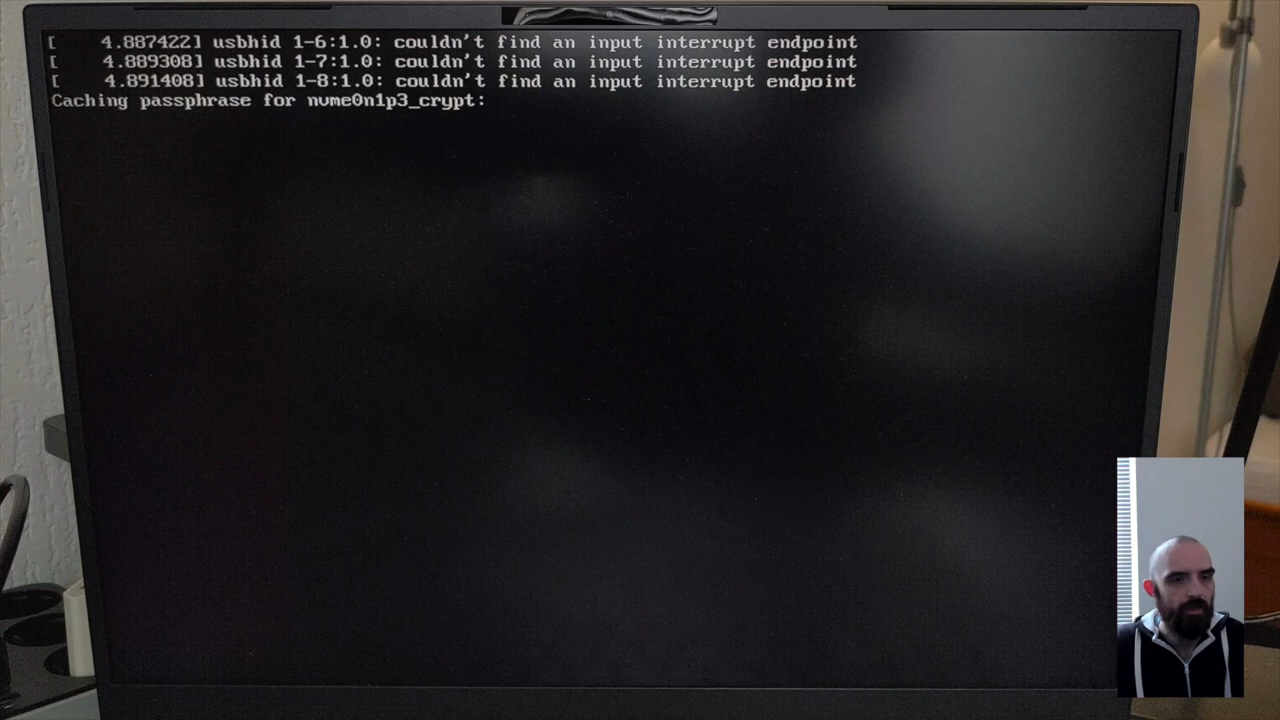 [    4.887422] usbhid 1-6:1.0: couldn't find an input interrupt endpoint
[    4.889308] usbhid 1-7:1.0: couldn't find an input interrupt endpoint
[    4.891408] usbhid 1-8:1.0: couldn't find an input interrupt endpoint
Caching passphrase for nvme0n1p3_crypt: